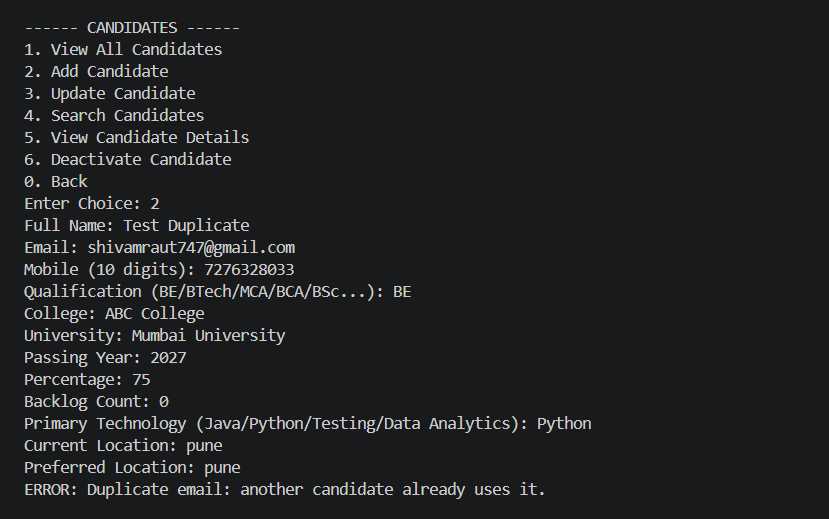 ------ CANDIDATES ------
1. View All Candidates
2. Add Candidate
3. Update Candidate
4. Search Candidates
5. View Candidate Details
6. Deactivate Candidate
0. Back
Enter Choice: 2
Full Name: Test Duplicate
Email: shivamraut747@gmail.com
Mobile (10 digits): 7276328033
Qualification (BE/BTech/MCA/BCA/BSc...): BE
College: ABC College
University: Mumbai University
Passing Year: 2027
Percentage: 75
Backlog Count: 0
Primary Technology (Java/Python/Testing/Data Analytics): Python
Current Location: pune
Preferred Location: pune
ERROR: Duplicate email: another candidate already uses it.